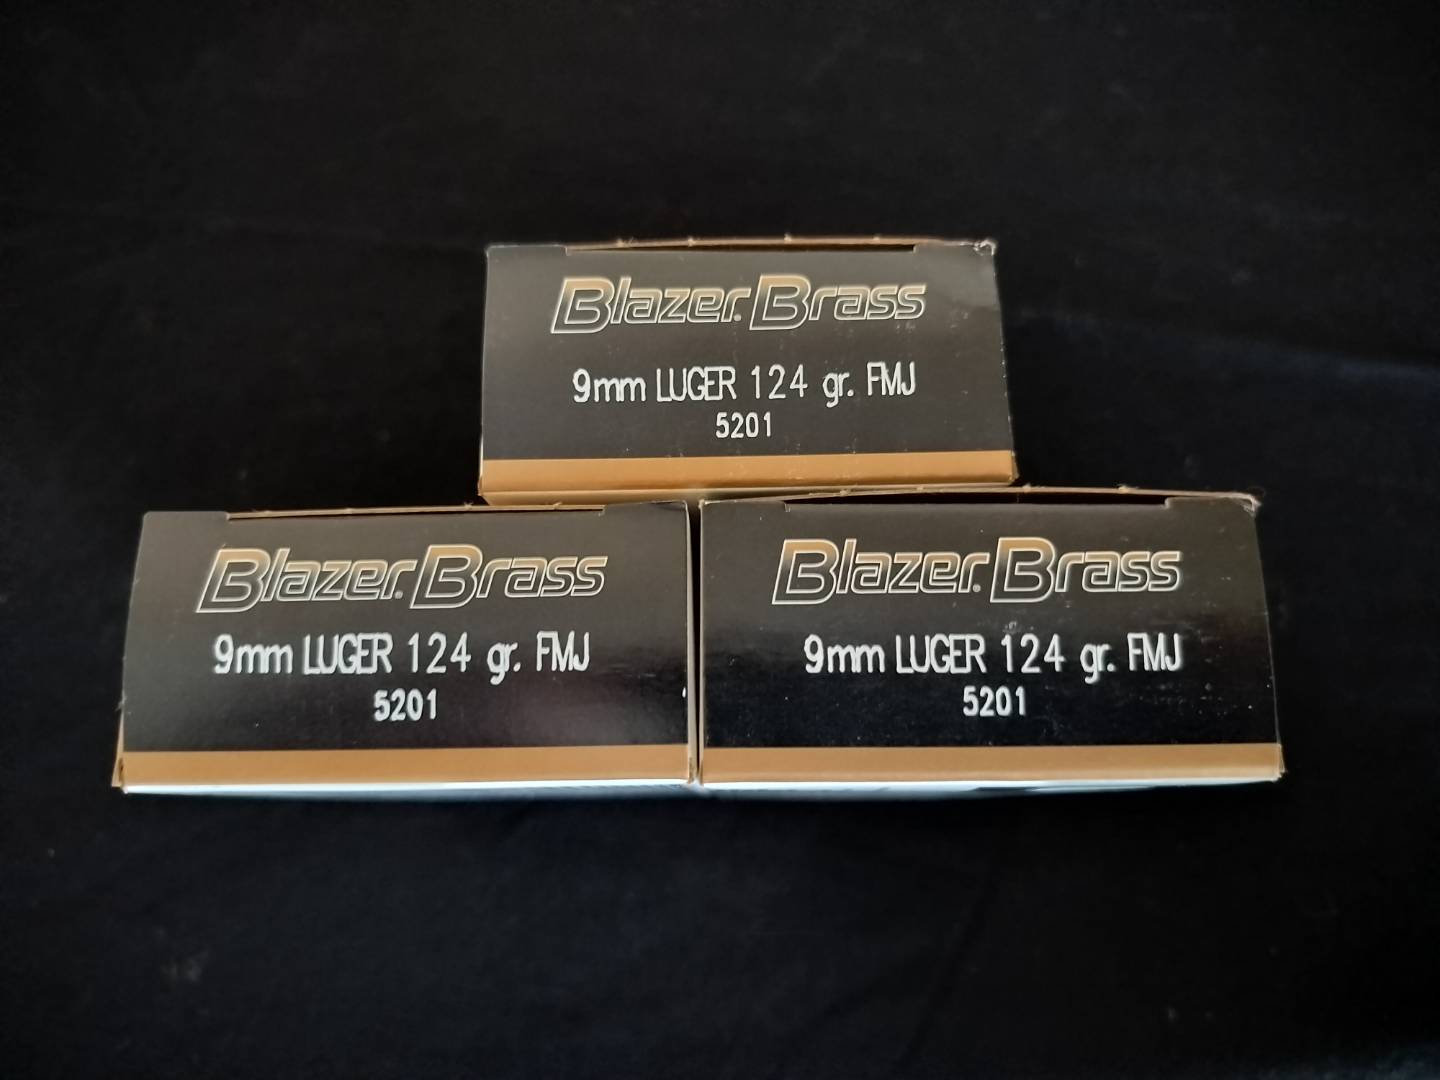 Blazer® Brass
9mm LUGER 124 gr. FMJ
5201
Blazer® Brass
9mm LUGER 124 gr. FMJ
5201
Blazer® Brass
9mm LUGER 124 gr. FMJ
5201